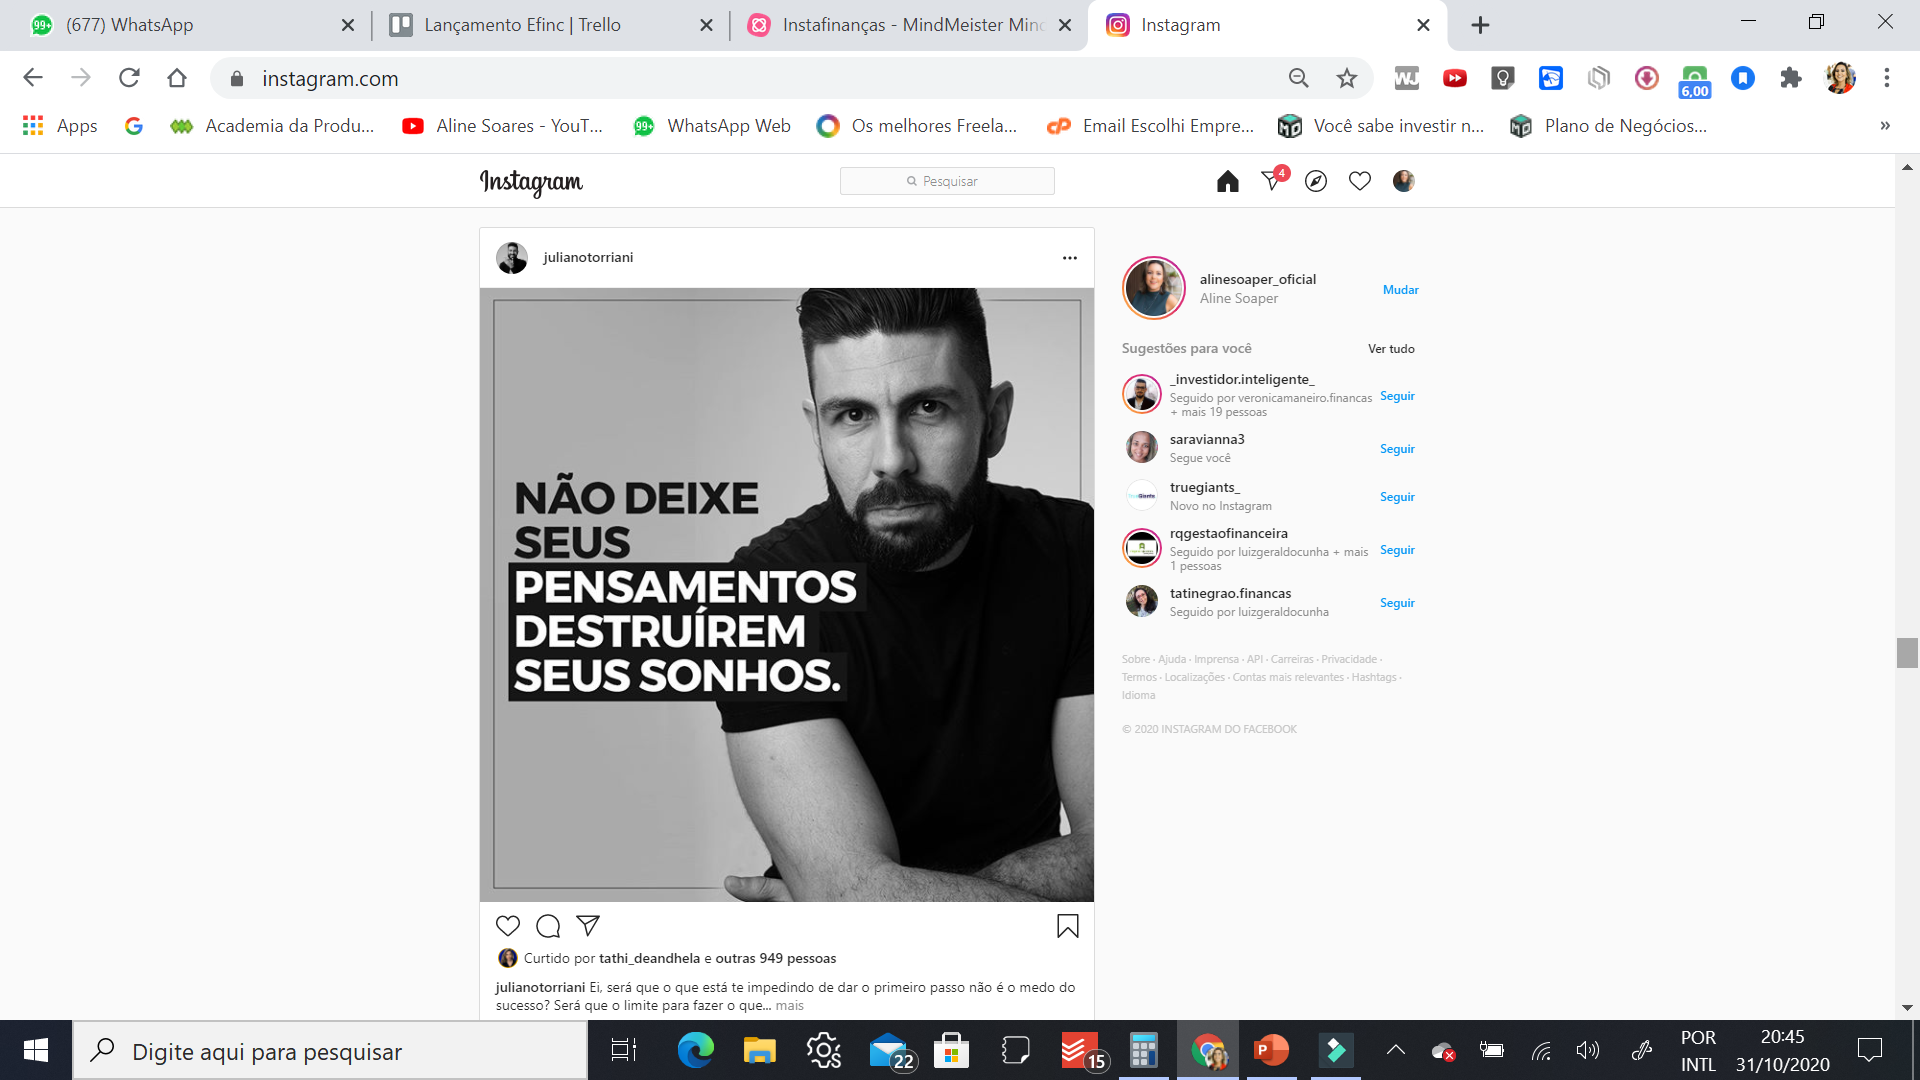 (677) WhatsApp
Lançamento Efinc | Trello
Instafinanças - MindMeister Mind
Instagram
instagram.com
6,00
Apps
Academia da Produ...
Aline Soares - YouT...
99+
WhatsApp Web
Os melhores Freela...
Email Escolhi Empre...
Você sabe investir n...
Plano de Negócios...
»
Instagram
Pesquisar
4
julianotorriani
NÃO DEIXE
SEUS
PENSAMENTOS
DESTRUÍREM
SEUS SONHOS.
Curtido por tathi_deandhela e outras 949 pessoas
julianotorriani Ei, será que o que está te impedindo de dar o primeiro passo não é o medo do
sucesso? Será que o limite para fazer o que... mais
alinesoaper_oficial
Aline Soaper
Mudar
Sugestões para você
Ver tudo
_investidor.inteligente_
Seguido por veronicamaneiro.financas
+ mais 19 pessoas
Seguir
saravianna3
Segue você
Seguir
truegiants_
Novo no Instagram
Seguir
rqgestaofinanceira
Seguido por luizgeraldocunha + mais
1 pessoas
Seguir
tatinegrao.financas
Seguido por luizgeraldocunha
Seguir
Sobre · Ajuda · Imprensa · API · Carreiras · Privacidade ·
Termos · Localizações · Contas mais relevantes · Hashtags ·
Idioma
© 2020 INSTAGRAM DO FACEBOOK
Digite aqui para pesquisar
22
15
POR
INTL
20:45
31/10/2020